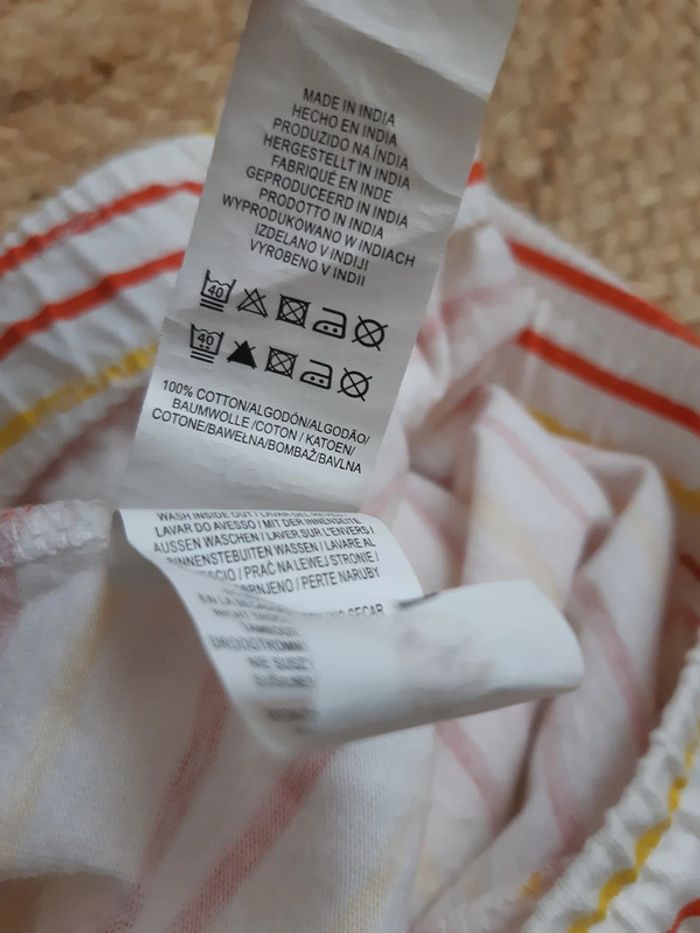 MADE IN INDIA
HECHO EN INDIA
PRODUZIDO NA ÍNDIA
HERGESTELLT IN INDIA
FABRIQUÉ EN INDE
GEPRODUCEERD IN INDIA
PRODOTTO IN INDIA
WYPRODUKOWANO W INDIACH
IZDELANO V INDIJI
VYROBENO V INDII
40
40
100% COTTON/ALGODÓN/ALGODÃO/
BAUMWOLLE /COTON / KATOEN/
COTONE/BAWEŁNA/BOMBAŽ/BAVLNA
WASH INSIDE OUT /
LAVAR DO AVESSO / MIT DER INNENSEITE
AUSSEN WASCHEN / LAVER SUR L'ENVERS /
BINNENSTEBUITEN WASSEN / LAVARE AL
/ PRAĆ NA LEWEJ STRONIE /
/ PERTE NARUBY
SECAR